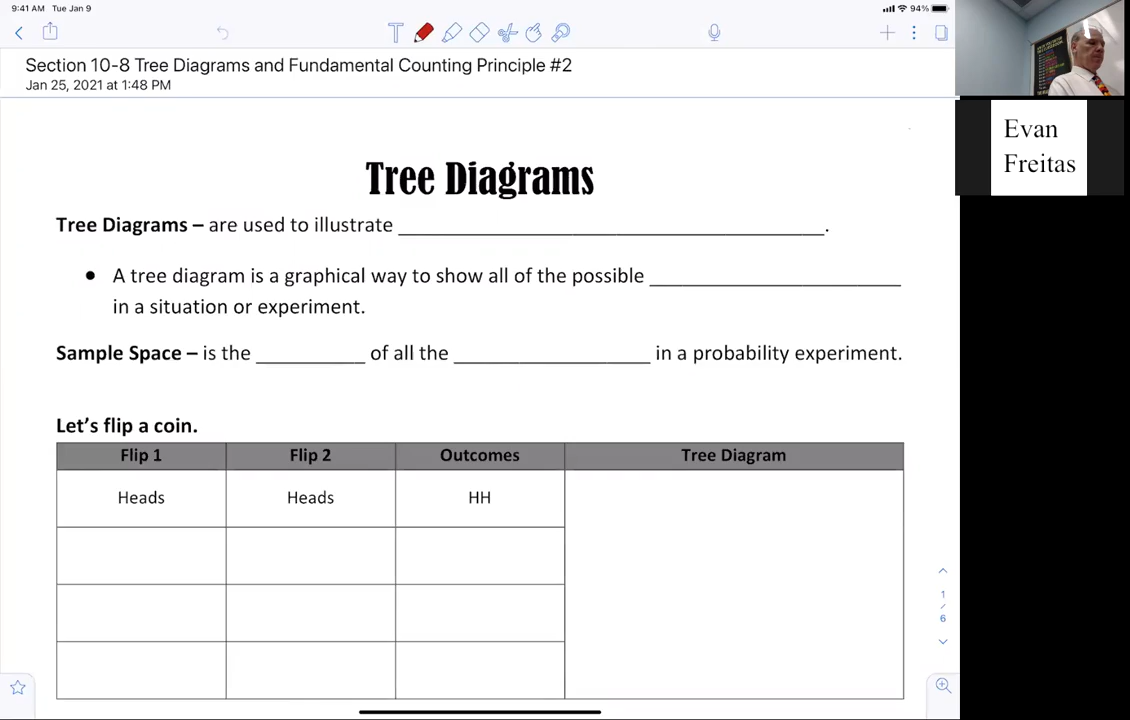 9:41 AM Tue Jan 9
94%
Section 10-8 Tree Diagrams and Fundamental Counting Principle #2
Jan 25, 2021 at 1:48 PM
Evan
Freitas
Tree Diagrams
Tree Diagrams – are used to illustrate ______________________________________.
• A tree diagram is a graphical way to show all of the possible ______________________
in a situation or experiment.
Sample Space – is the __________ of all the __________________ in a probability experiment.
Let's flip a coin.
Flip 1 Flip 2 Outcomes Tree Diagram
Heads Heads HH
1
/
6